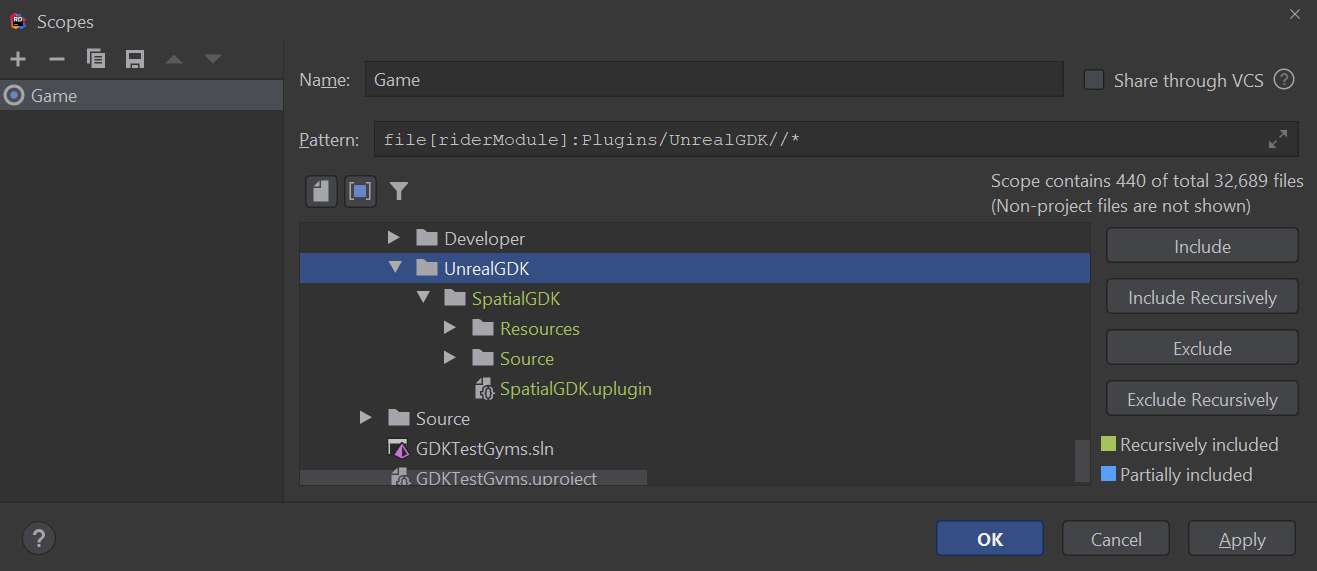 Scopes
Game
Name: Game
Share through VCS ?
Pattern: file[riderModule]:Plugins/UnrealGDK//*
Scope contains 440 of total 32,689 files
(Non-project files are not shown)
Developer
UnrealGDK
SpatialGDK
Resources
Source
SpatialGDK.uplugin
Source
GDKTestGyms.sln
GDKTestGyms.uproject
Include
Include Recursively
Exclude
Exclude Recursively
Recursively included
Partially included
?
OK
Cancel
Apply